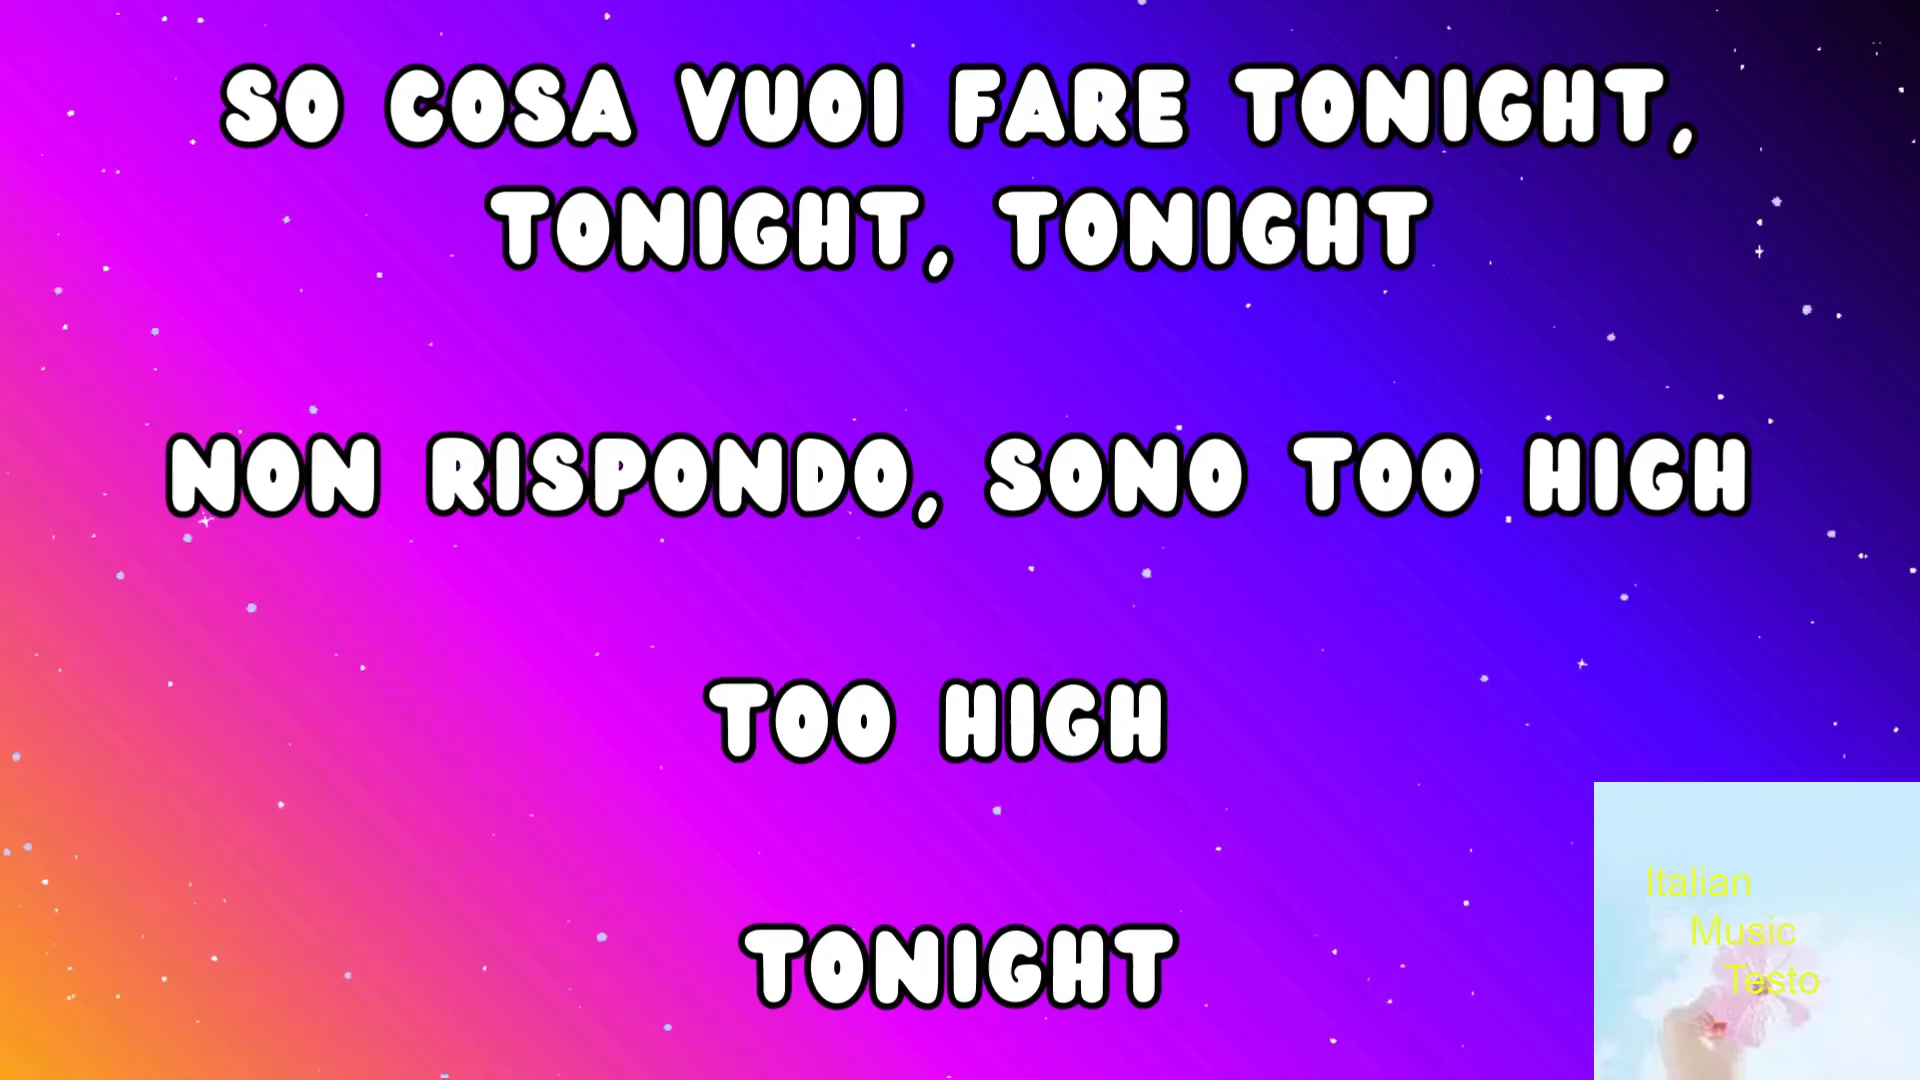 SO COSA VUOI FARE TONIGHT,
TONIGHT, TONIGHT
NON RISPONDO, SONO TOO HIGH
TOO HIGH
TONIGHT
Italian
Music
Testo